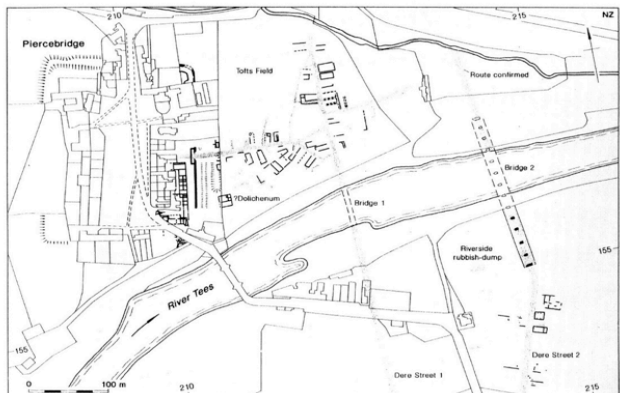 210
215
NZ
Piercebridge
Tofts Field
Route confirmed
Bridge 2
?Dolichenum
Bridge 1
Riverside
rubbish-dump
155
River Tees
155
Dere Street 2
Dere Street 1
0 100 m
210
215